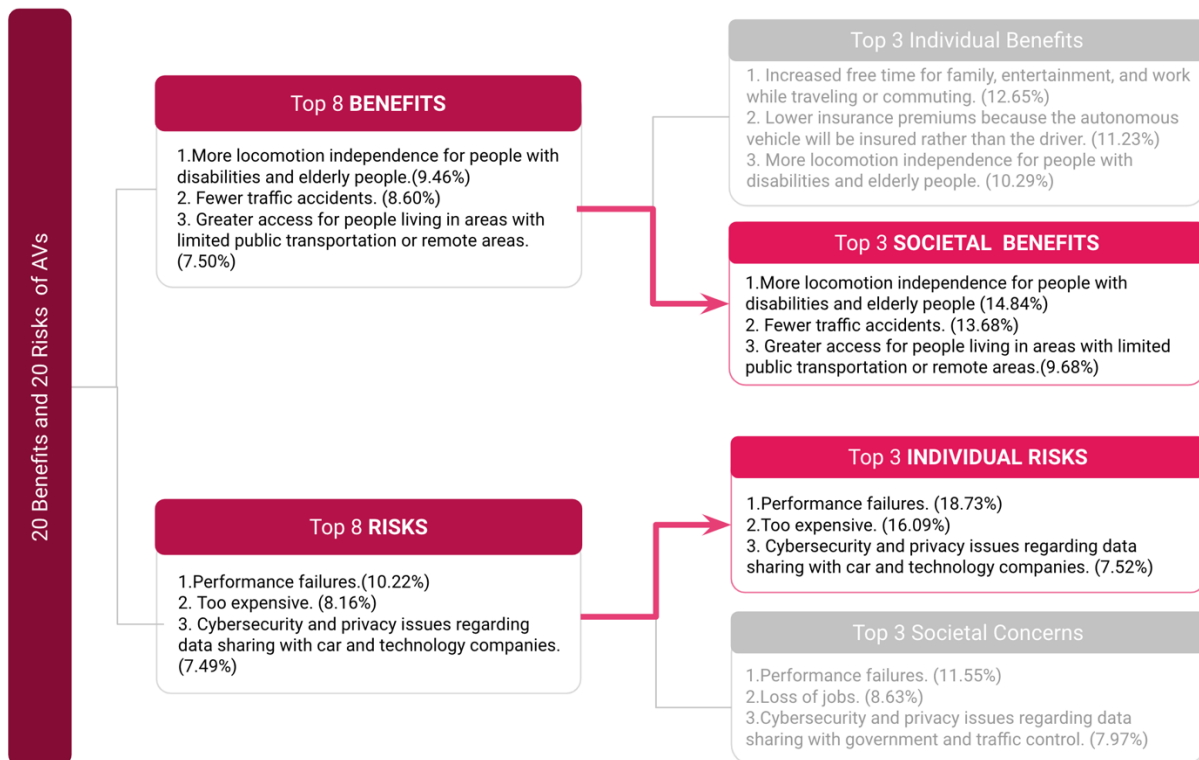 20 Benefits and 20 Risks of AVs
Top 8 BENEFITS
1.More locomotion independence for people with
disabilities and elderly people.(9.46%)
2. Fewer traffic accidents. (8.60%)
3. Greater access for people living in areas with
limited public transportation or remote areas.
(7.50%)
Top 3 Individual Benefits
1. Increased free time for family, entertainment, and work
while traveling or commuting. (12.65%)
2. Lower insurance premiums because the autonomous
vehicle will be insured rather than the driver. (11.23%)
3. More locomotion independence for people with
disabilities and elderly people. (10.29%)
Top 3 SOCIETAL BENEFITS
1.More locomotion independence for people with
disabilities and elderly people (14.84%)
2. Fewer traffic accidents. (13.68%)
3. Greater access for people living in areas with limited
public transportation or remote areas.(9.68%)
Top 8 RISKS
1.Performance failures.(10.22%)
2. Too expensive. (8.16%)
3. Cybersecurity and privacy issues regarding
data sharing with car and technology companies.
(7.49%)
Top 3 INDIVIDUAL RISKS
1.Performance failures. (18.73%)
2.Too expensive. (16.09%)
3. Cybersecurity and privacy issues regarding data
sharing with car and technology companies. (7.52%)
Top 3 Societal Concerns
1.Performance failures. (11.55%)
2.Loss of jobs. (8.63%)
3.Cybersecurity and privacy issues regarding data
sharing with government and traffic control. (7.97%)